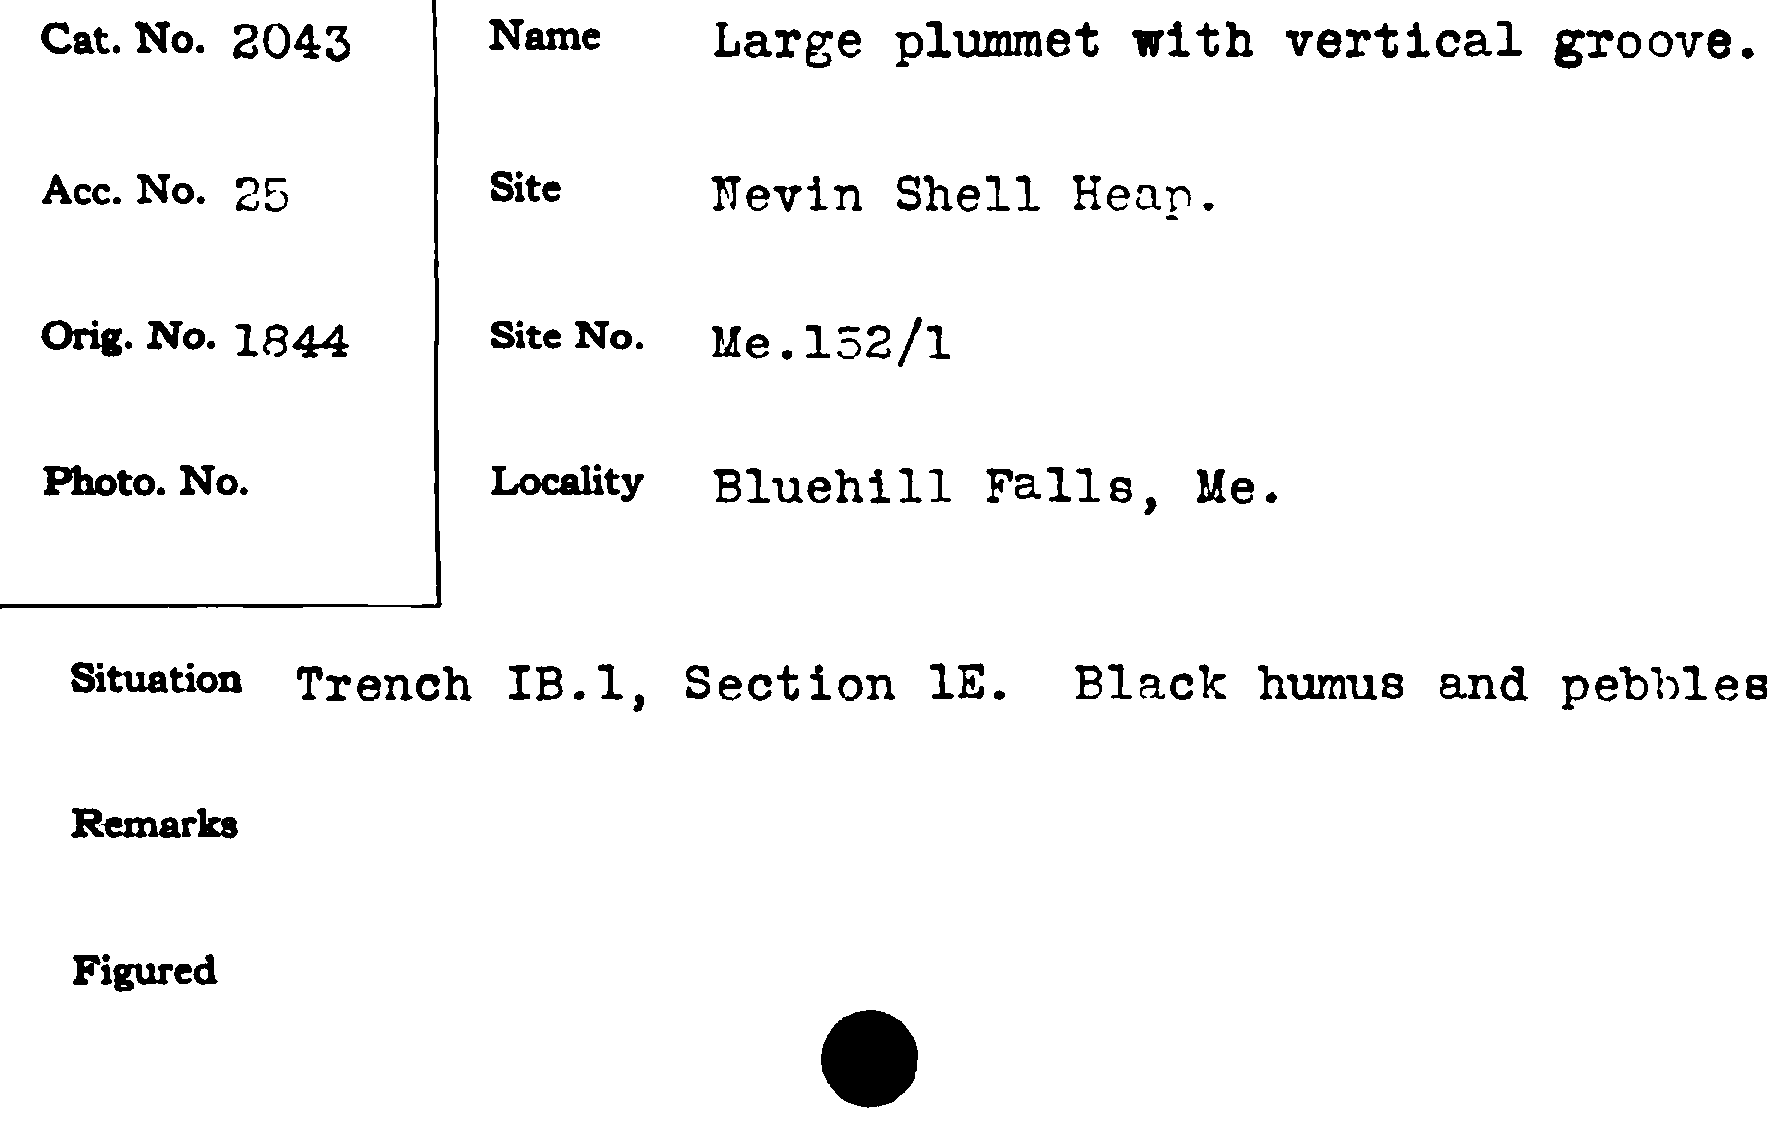 Cat. No. 2043
Name Large plummet with vertical groove.
Acc. No. 25
Site Nevin Shell Heap.
Orig. No. 1844
Site No. Me.152/1
Photo. No.
Locality Bluehill Falls, Me.
Situation Trench IB.1, Section 1E. Black humus and pebbles
Remarks
Figured